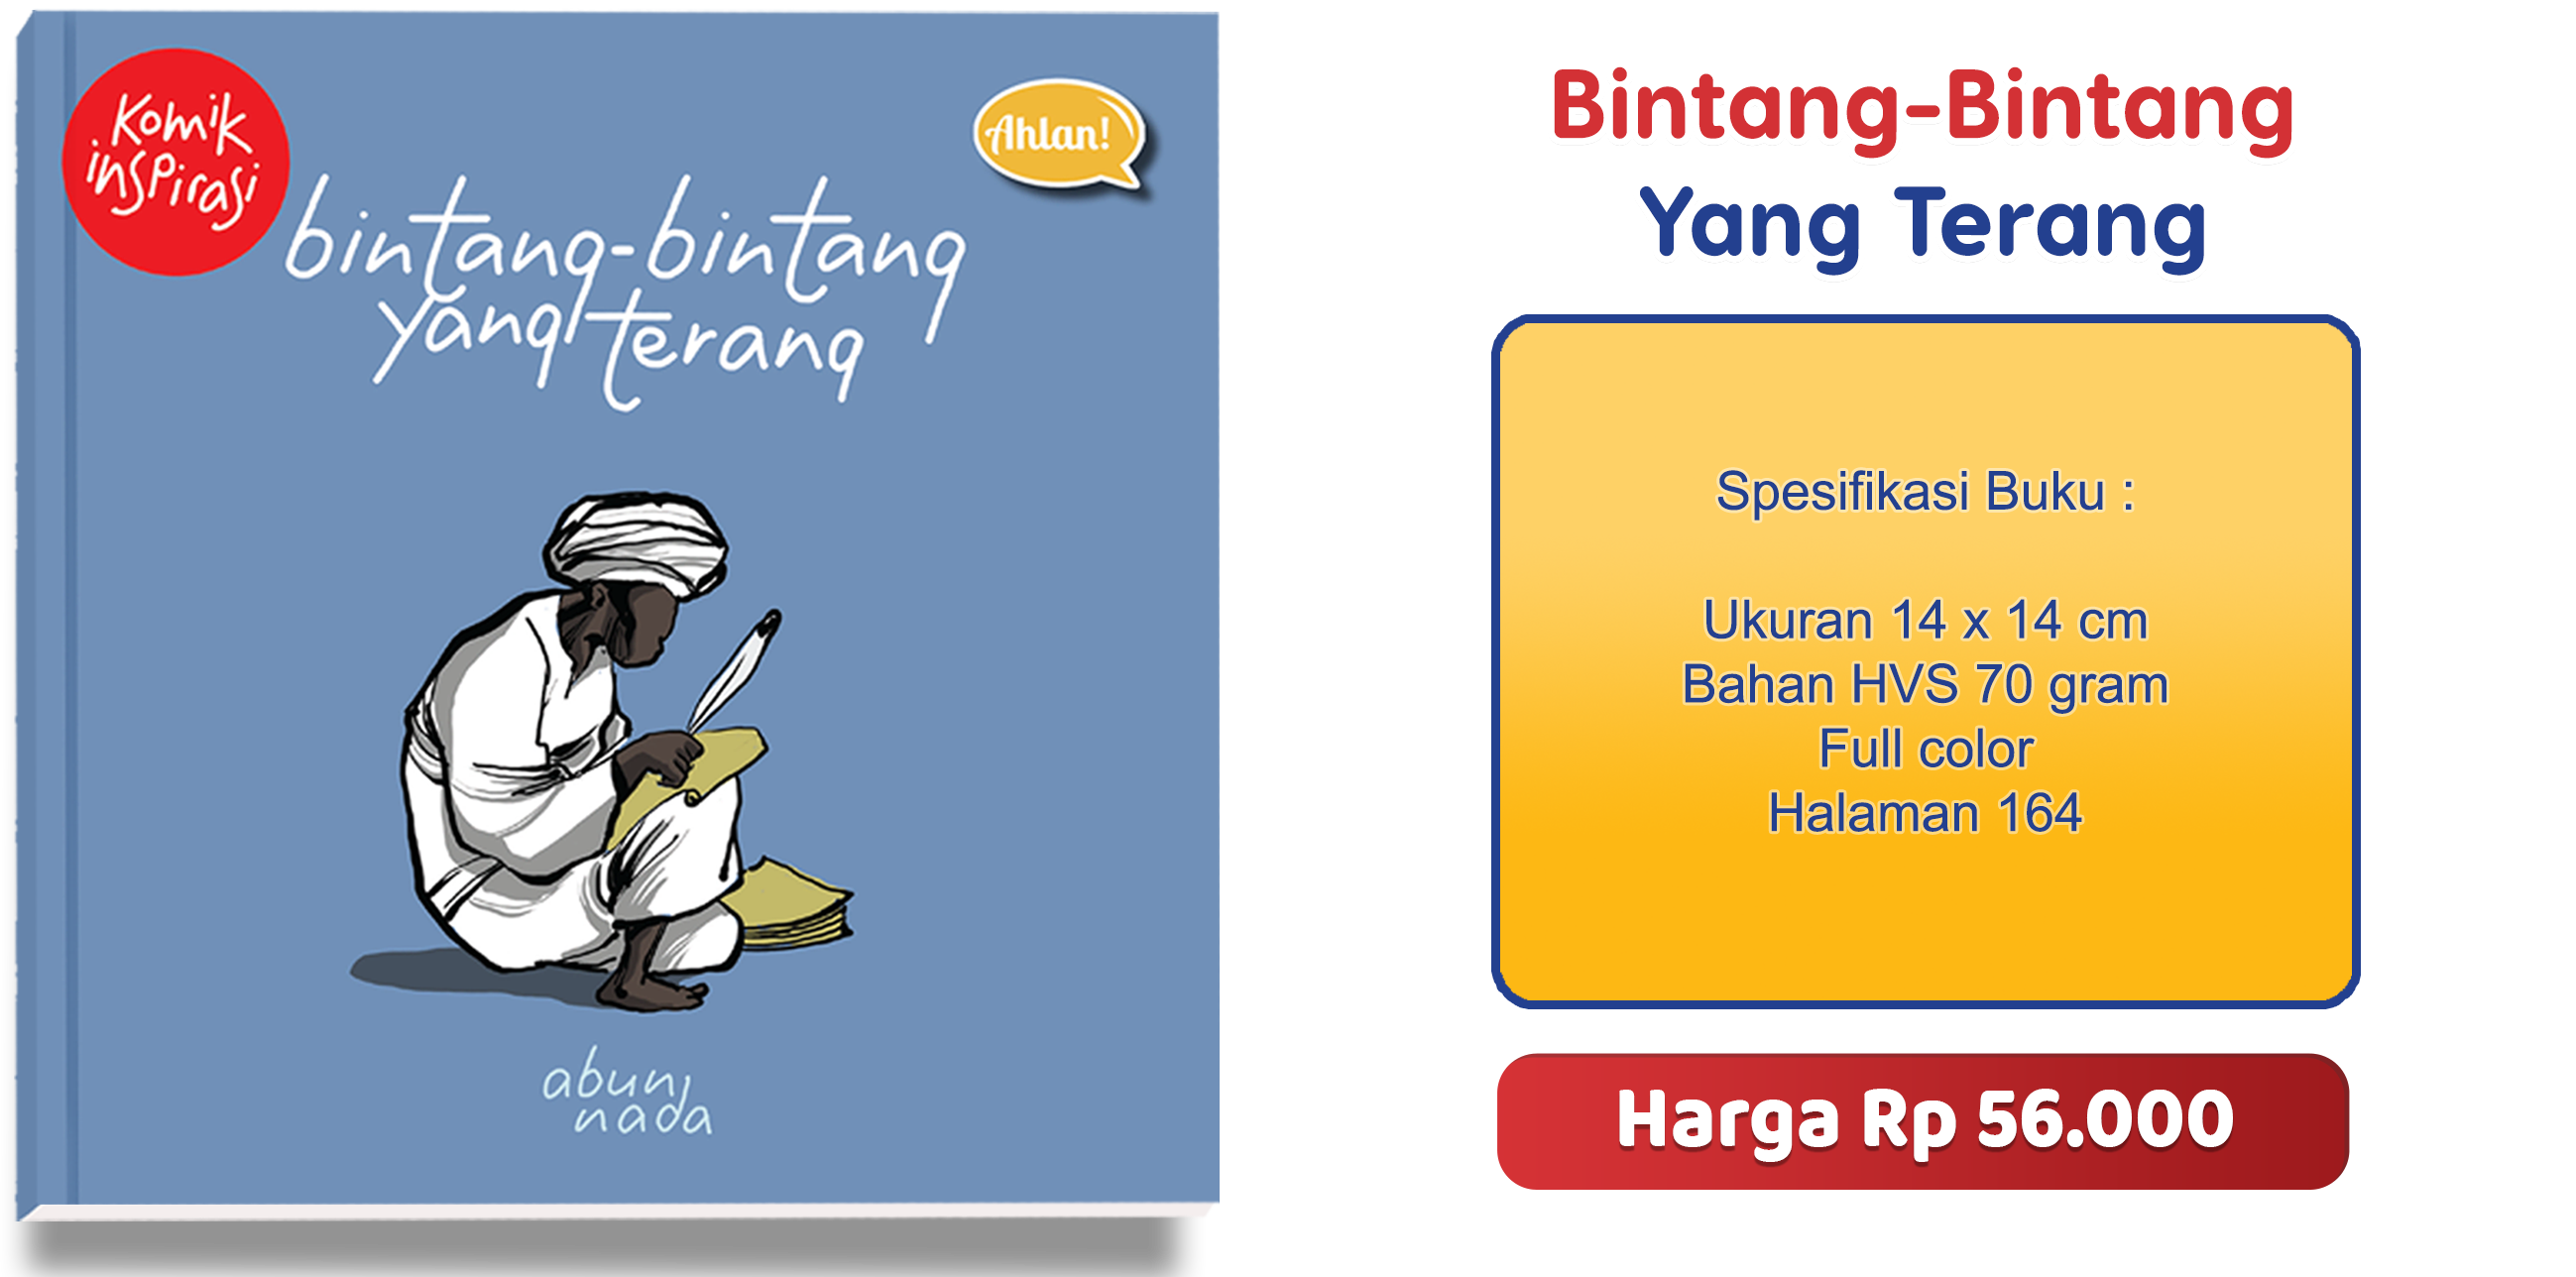 Komik
inspirasi
Ahlan!
bintang-bintang
yang terang
abun
nada
Bintang-Bintang
Yang Terang
Spesifikasi Buku :
Ukuran 14 x 14 cm
Bahan HVS 70 gram
Full color
Halaman 164
Harga Rp 56.000